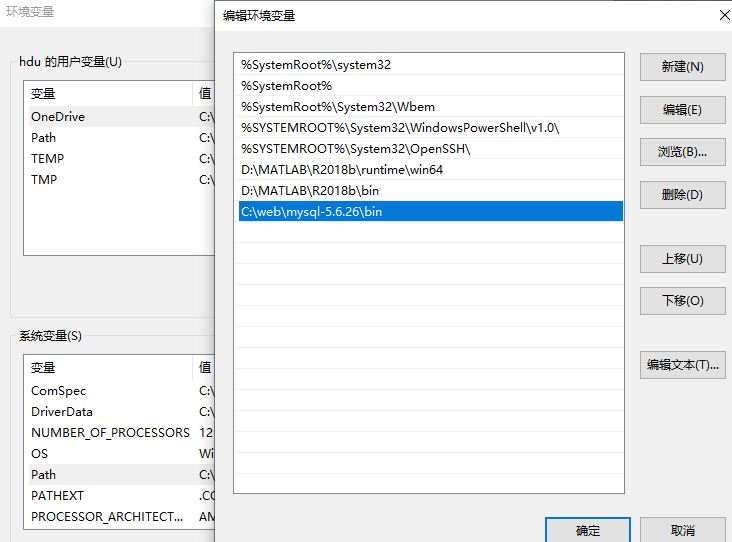 环境变量
hdu 的用户变量(U)
变量 值
OneDrive C:\
Path C:\
TEMP C:\
TMP C:\
系统变量(S)
变量 值
ComSpec C:\
DriverData C:\
NUMBER_OF_PROCESSORS 12
OS Wi
Path C:\
PATHEXT .CO
PROCESSOR_ARCHITECT... AM
编辑环境变量
%SystemRoot%\system32
%SystemRoot%
%SystemRoot%\System32\Wbem
%SYSTEMROOT%\System32\WindowsPowerShell\v1.0\
%SYSTEMROOT%\System32\OpenSSH\
D:\MATLAB\R2018b\runtime\win64
D:\MATLAB\R2018b\bin
C:\web\mysql-5.6.26\bin
新建(N)
编辑(E)
浏览(B)...
删除(D)
上移(U)
下移(O)
编辑文本(T)...
确定
取消